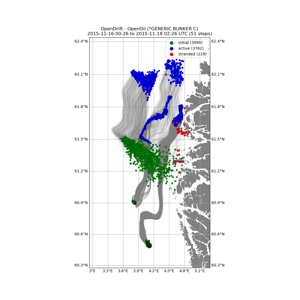 OpenDrift - OpenOil (*GENERIC BUNKER C)
2015-11-16 00:26 to 2015-11-18 02:26 UTC (51 steps)
initial (3990)
active (3762)
stranded (228)
62.4°N 62.4°N
62.1°N 62.1°N
61.8°N 61.8°N
61.5°N 61.5°N
61.2°N 61.2°N
60.9°N 60.9°N
60.6°N 60.6°N
60.3°N 60.3°N
3°E 3.3°E 3.6°E 3.9°E 4.2°E 4.5°E 4.8°E 5.1°E